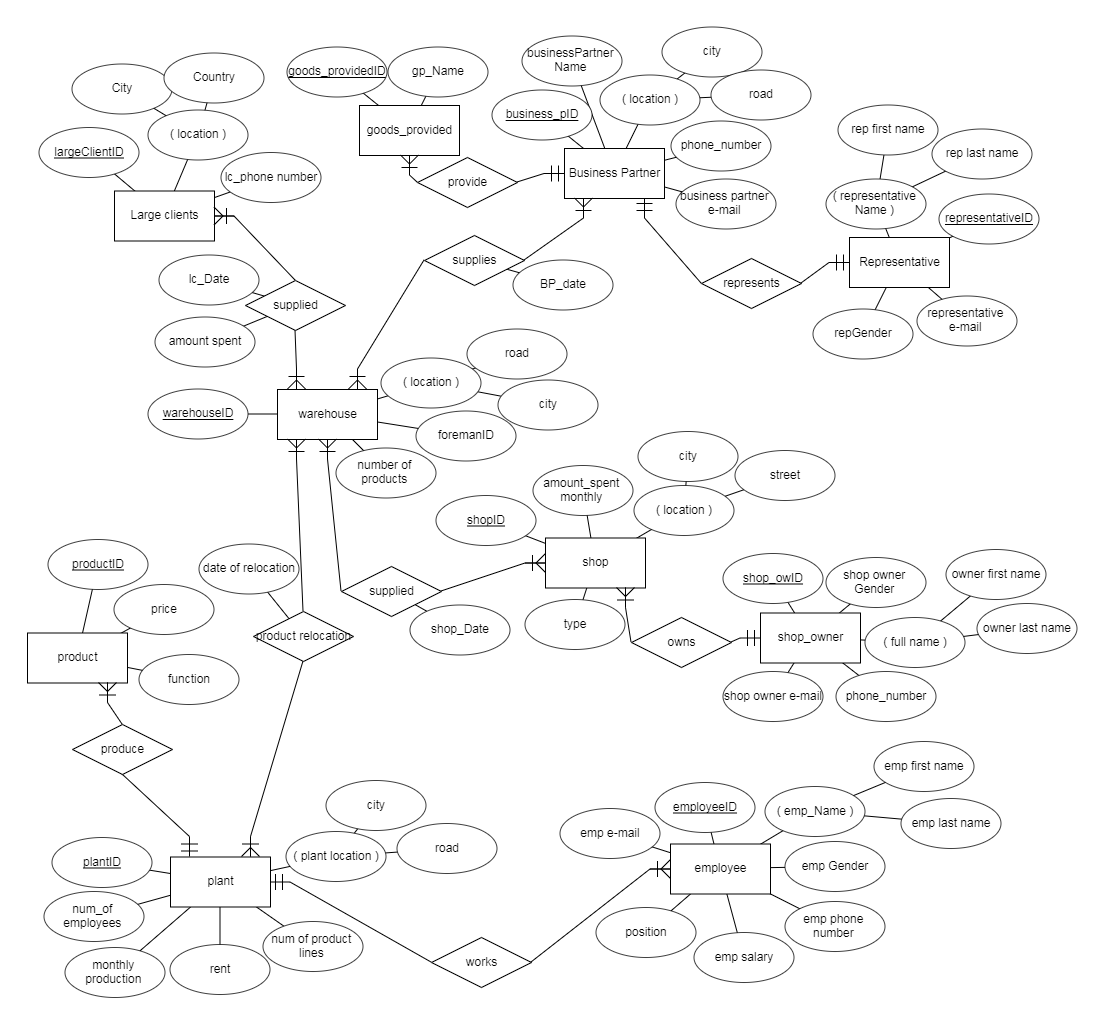 City
Country
( location )
largeClientID
lc_phone number
Large clients
goods_providedID
gp_Name
goods_provided
provide
businessPartner
Name
city
( location )
road
business_pID
phone_number
Business Partner
business partner
e-mail
rep first name
rep last name
( representative
Name )
representativeID
Representative
represents
repGender
representative
e-mail
supplies
BP_date
lc_Date
supplied
amount spent
road
( location )
city
warehouseID
warehouse
foremanID
number of
products
city
street
amount_spent
monthly
( location )
shopID
shop
type
supplied
shop_Date
date of relocation
product relocation
productID
price
product
function
produce
shop_owID
shop owner
Gender
owner first name
owner last name
( full name )
shop_owner
owns
shop owner e-mail
phone_number
city
( plant location )
road
plantID
plant
num_of
employees
monthly
production
rent
num of product
lines
works
emp first name
employeeID
( emp_Name )
emp last name
emp e-mail
employee
emp Gender
emp phone
number
position
emp salary